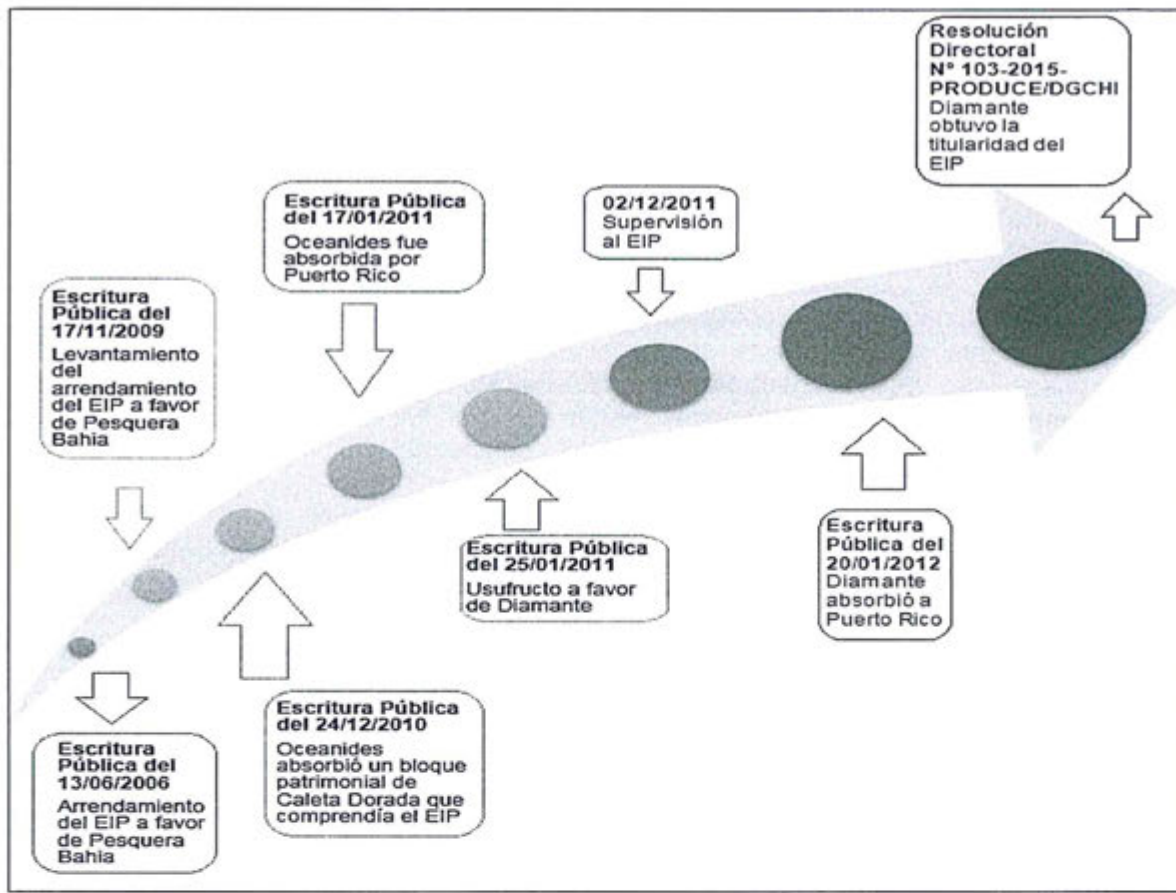 Escritura
Pública del
13/06/2006
Arrendamiento
del EIP a favor
de Pesquera
Bahia
Escritura
Pública del
17/11/2009
Levantamiento
del
arrendamiento
del EIP a favor
de Pesquera
Bahia
Escritura Pública
del 24/12/2010
Oceanides
absorbió un bloque
patrimonial de
Caleta Dorada que
comprendía el EIP
Escritura Pública
del 17/01/2011
Oceanides fue
absorbida por
Puerto Rico
Escritura Pública
del 25/01/2011
Usufructo a favor
de Diamante
02/12/2011
Supervisión
al EIP
Escritura
Pública del
20/01/2012
Diamante
absorbió a
Puerto Rico
Resolución
Directoral
Nº 103-2015-
PRODUCE/DGCHI
Diamante
obtuvo la
titularidad del
EIP